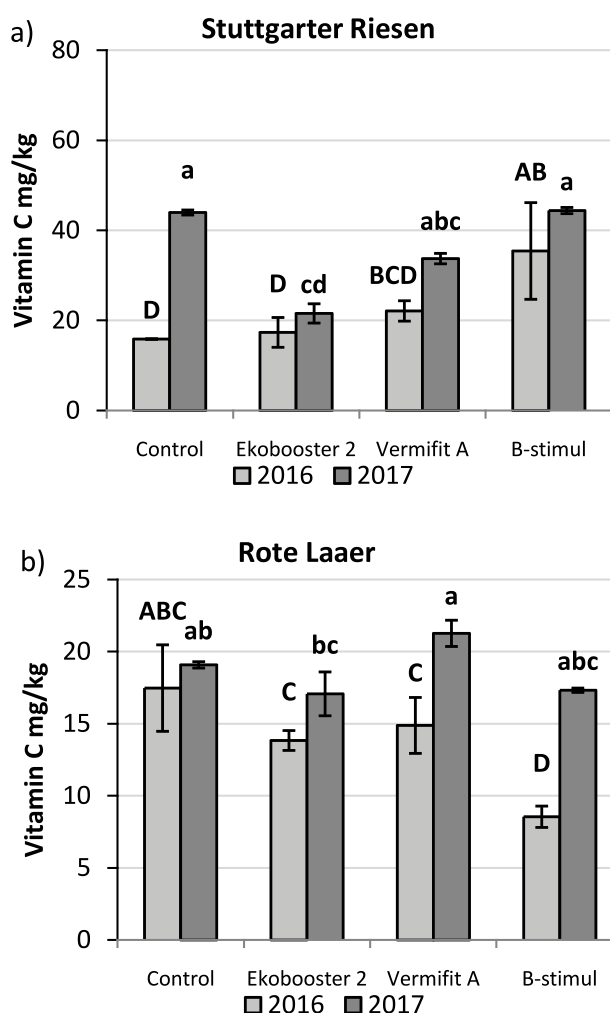 a) Stuttgarter Riesen
Vitamin C mg/kg
80
60
40
20
0
D a D cd BCD abc AB a
Control Ekobooster 2 Vermifit A B-stimul
2016 2017
b) Rote Laaer
Vitamin C mg/kg
25
20
15
10
5
0
ABC ab C bc C a D abc
Control Ekobooster 2 Vermifit A B-stimul
2016 2017